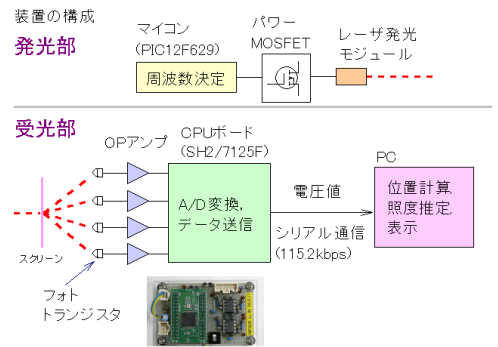 装置の構成
発光部
マイコン
(PIC12F629)
周波数決定
パワー
MOSFET
レーザ発光
モジュール
受光部
OPアンプ
CPUボード
(SH2/7125F)
A/D変換,
データ送信
電圧値
シリアル通信
(115.2kbps)
PC
位置計算,
照度推定,
表示
スクリーン
フォト
トランジスタ